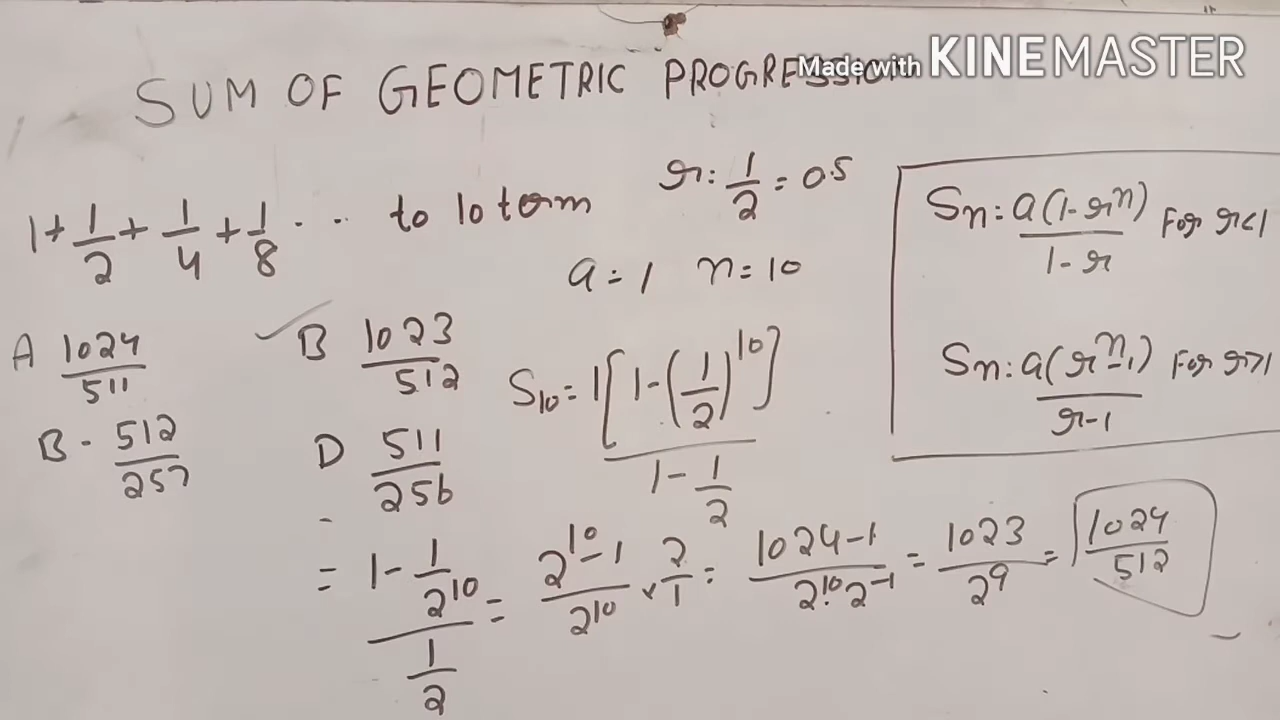 Made with KINEMASTER
SUM OF GEOMETRIC PROGRESSION
1 + 1/2 + 1/4 + 1/8 . . . . to 10 term
r : 1/2 = 0.5
a = 1 n = 10
Sn : a(1-r^n)/(1-r) For r<1
Sn : a(r^n-1)/(r-1) For r>1
A 1024/511
B 1023/512
B - 512/257
D 511/256
S10 = 1[1-(1/2)^10]/(1-1/2)
= (1-1/2^10)/(1/2) = (2^10-1)/2^10 × 2/1 = (1024-1)/(2^10.2^-1) = 1023/2^9 = 1024/512